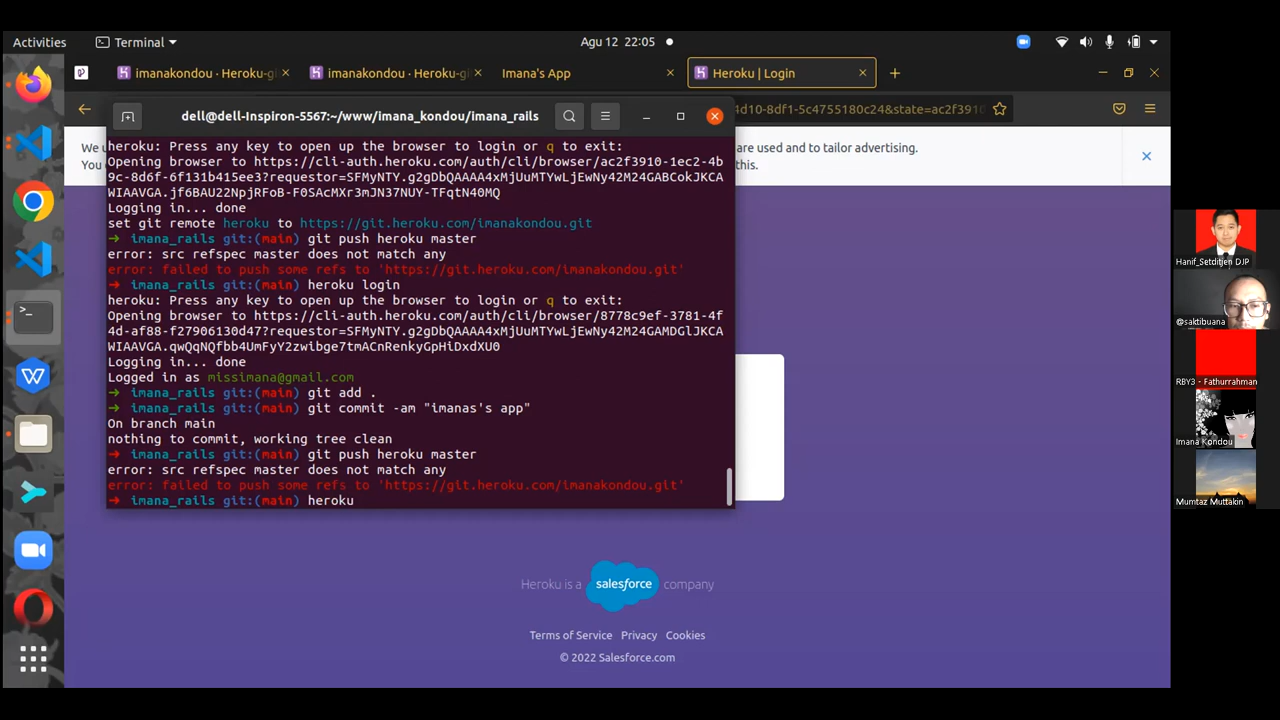 Activities
Terminal
Agu 12 22:05
imanakondou · Heroku-gi
imanakondou · Heroku-gi
Imana's App
Heroku | Login
dell@dell-Inspiron-5567:~/www/imana_kondou/imana_rails
4d10-8df1-5c4755180c24&state=ac2f3910
We u
are used and to tailor advertising.
You
this.
heroku: Press any key to open up the browser to login or q to exit:
Opening browser to https://cli-auth.heroku.com/auth/cli/browser/ac2f3910-1ec2-4b
9c-8d6f-6f131b415ee3?requestor=SFMyNTY.g2gDbQAAAA4xMjUuMTYwLjEwNy42M24GABCokJKCA
WIAAVGA.jf6BAU22NpjRFoB-F0SAcMXr3mJN37NUY-TFqtN40MQ
Logging in... done
set git remote heroku to https://git.heroku.com/imanakondou.git
➜ imana_rails git:(main) git push heroku master
error: src refspec master does not match any
error: failed to push some refs to 'https://git.heroku.com/imanakondou.git'
➜ imana_rails git:(main) heroku login
heroku: Press any key to open up the browser to login or q to exit:
Opening browser to https://cli-auth.heroku.com/auth/cli/browser/8778c9ef-3781-4f
4d-af88-f27906130d47?requestor=SFMyNTY.g2gDbQAAAA4xMjUuMTYwLjEwNy42M24GAMDGlJKCA
WIAAVGA.qwQqNQfbb4UmFyY2zwibge7tmACnRenkyGpHiDxdXU0
Logging in... done
Logged in as missimana@gmail.com
➜ imana_rails git:(main) git add .
➜ imana_rails git:(main) git commit -am "imanas's app"
On branch main
nothing to commit, working tree clean
➜ imana_rails git:(main) git push heroku master
error: src refspec master does not match any
error: failed to push some refs to 'https://git.heroku.com/imanakondou.git'
➜ imana_rails git:(main) heroku
Heroku is a salesforce company
Terms of Service Privacy Cookies
© 2022 Salesforce.com
Hanif_Setditjen DJP
@saktibuana
RBY3 - Fathurrahman
Imana Kondou
Mumtaz Muttakin